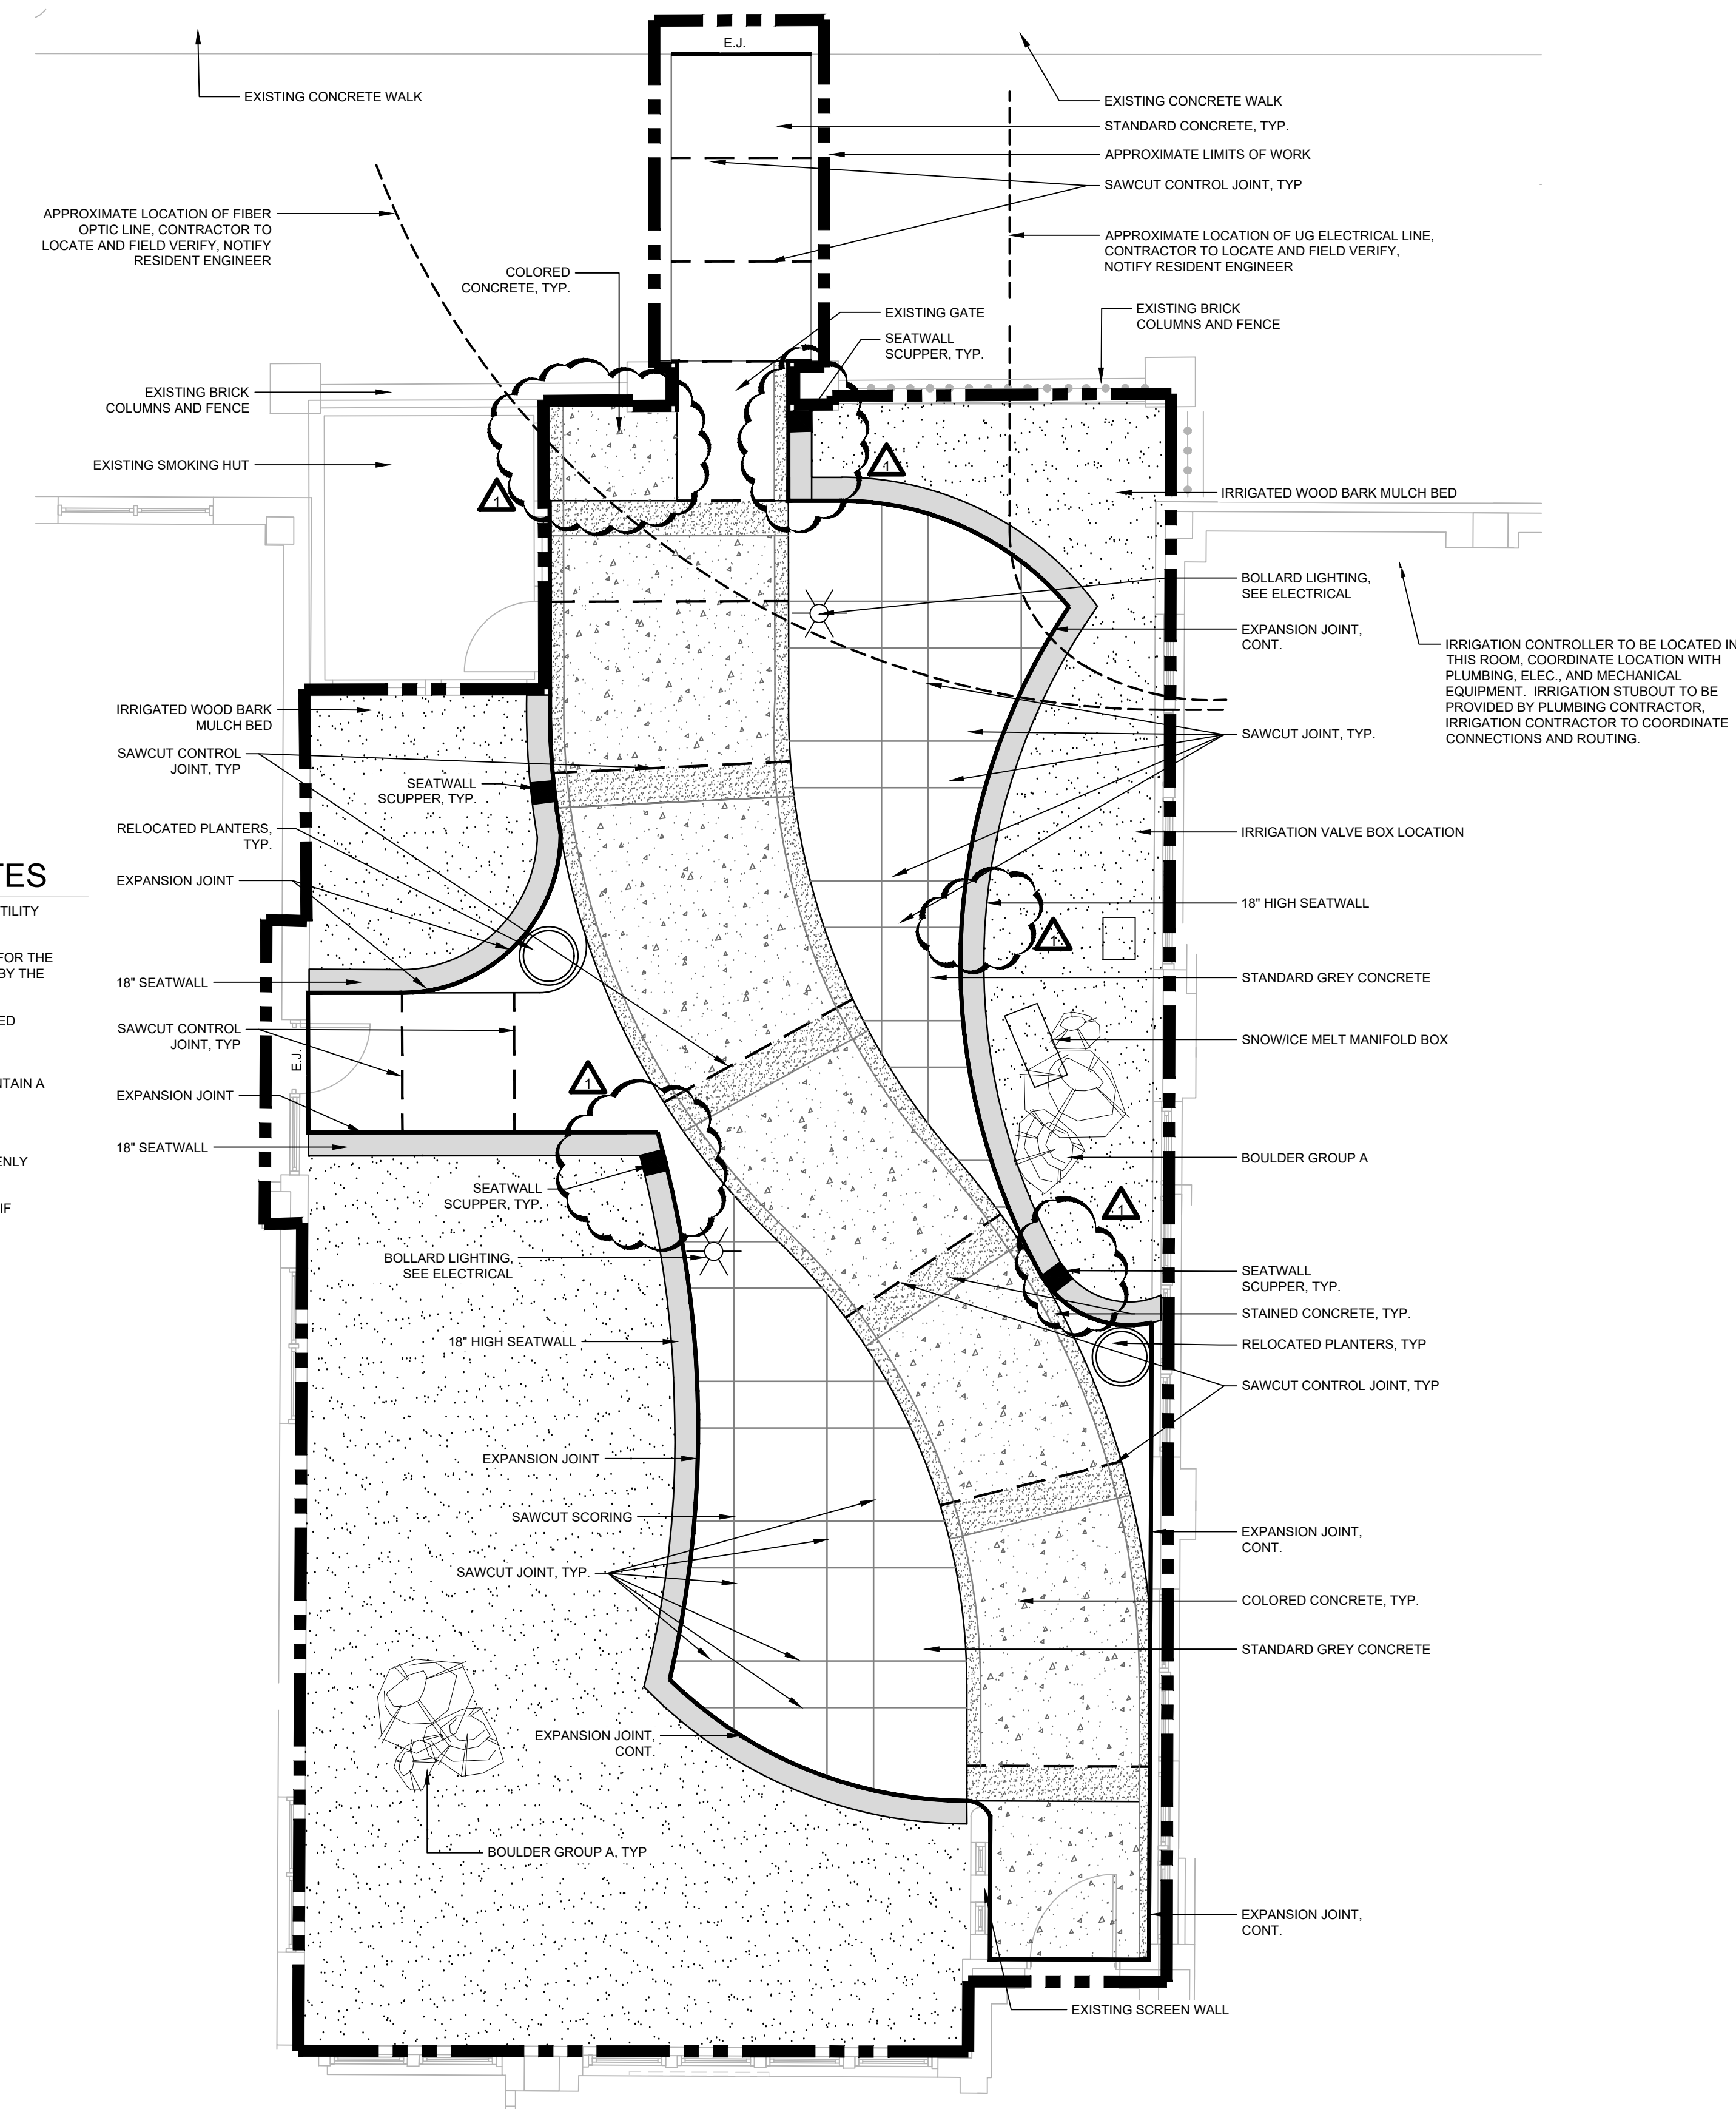 E.J.
EXISTING CONCRETE WALK
EXISTING CONCRETE WALK
STANDARD CONCRETE, TYP.
APPROXIMATE LIMITS OF WORK
SAWCUT CONTROL JOINT, TYP
APPROXIMATE LOCATION OF FIBER
OPTIC LINE, CONTRACTOR TO
LOCATE AND FIELD VERIFY, NOTIFY
RESIDENT ENGINEER
APPROXIMATE LOCATION OF UG ELECTRICAL LINE,
CONTRACTOR TO LOCATE AND FIELD VERIFY,
NOTIFY RESIDENT ENGINEER
COLORED
CONCRETE, TYP.
EXISTING GATE
SEATWALL
SCUPPER, TYP.
EXISTING BRICK
COLUMNS AND FENCE
EXISTING BRICK
COLUMNS AND FENCE
EXISTING SMOKING HUT
1
1
IRRIGATED WOOD BARK MULCH BED
BOLLARD LIGHTING,
SEE ELECTRICAL
EXPANSION JOINT,
CONT.
IRRIGATION CONTROLLER TO BE LOCATED IN
THIS ROOM, COORDINATE LOCATION WITH
PLUMBING, ELEC., AND MECHANICAL
EQUIPMENT. IRRIGATION STUBOUT TO BE
PROVIDED BY PLUMBING CONTRACTOR,
IRRIGATION CONTRACTOR TO COORDINATE
CONNECTIONS AND ROUTING.
IRRIGATED WOOD BARK
MULCH BED
SAWCUT CONTROL
JOINT, TYP
SEATWALL
SCUPPER, TYP.
SAWCUT JOINT, TYP.
RELOCATED PLANTERS,
TYP.
IRRIGATION VALVE BOX LOCATION
TES
EXPANSION JOINT
TILITY
18" HIGH SEATWALL
1
FOR THE
BY THE
18" SEATWALL
STANDARD GREY CONCRETE
ED
SAWCUT CONTROL
JOINT, TYP
E.J.
SNOW/ICE MELT MANIFOLD BOX
NTAIN A
1
EXPANSION JOINT
18" SEATWALL
ENLY
BOULDER GROUP A
SEATWALL
SCUPPER, TYP.
IF
1
BOLLARD LIGHTING,
SEE ELECTRICAL
SEATWALL
SCUPPER, TYP.
STAINED CONCRETE, TYP.
18" HIGH SEATWALL
RELOCATED PLANTERS, TYP
SAWCUT CONTROL JOINT, TYP
EXPANSION JOINT
SAWCUT SCORING
EXPANSION JOINT,
CONT.
SAWCUT JOINT, TYP.
COLORED CONCRETE, TYP.
STANDARD GREY CONCRETE
EXPANSION JOINT,
CONT.
BOULDER GROUP A, TYP
EXPANSION JOINT,
CONT.
EXISTING SCREEN WALL